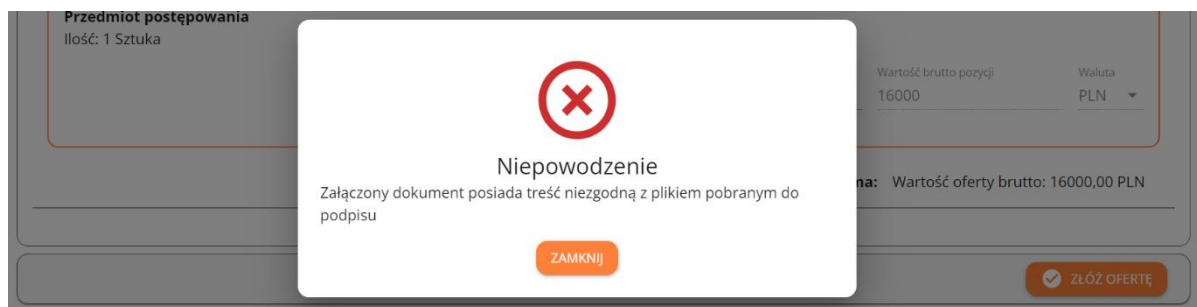 Przedmiot postępowania
Ilość: 1 Sztuka
Wartość brutto pozycji
Waluta
16000
PLN
Niepowodzenie
Załączony dokument posiada treść niezgodną z plikiem pobranym do
podpisu
na: Wartość oferty brutto: 16000,00 PLN
ZAMKNIJ
ZŁÓŻ OFERTĘ